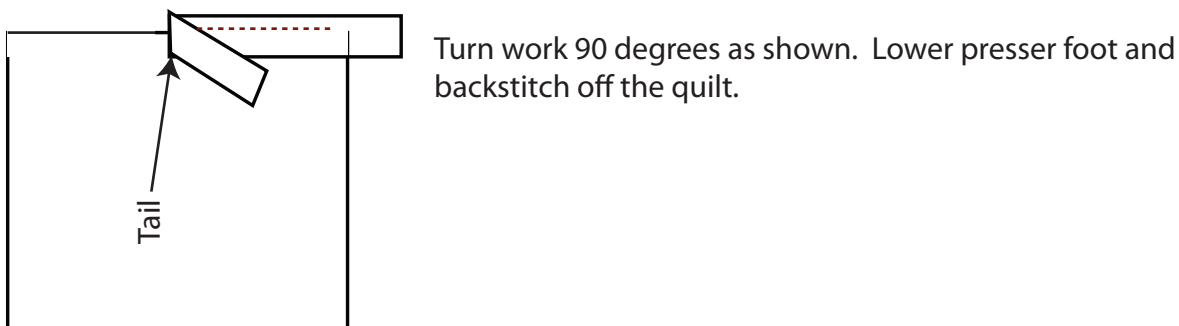 Turn work 90 degrees as shown.  Lower presser foot and
backstitch off the quilt.
Tail